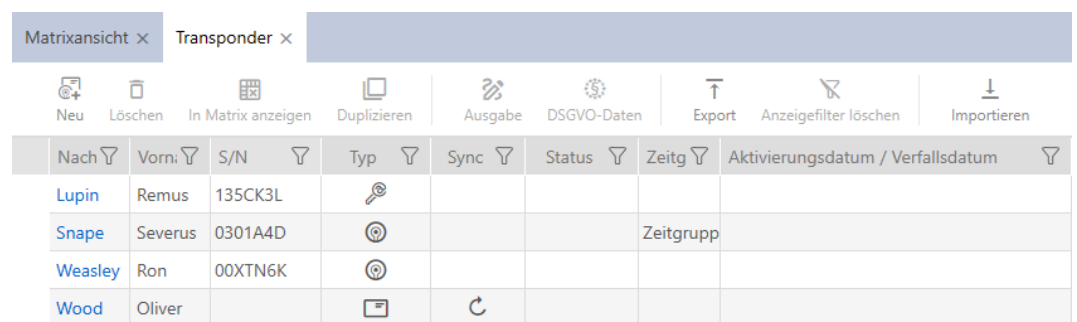 Matrixansicht × Transponder ×
Neu Löschen In Matrix anzeigen Duplizieren Ausgabe DSGVO-Daten Export Anzeigefilter löschen Importieren
Nach Vorn S/N Typ Sync Status Zeitg Aktivierungsdatum / Verfallsdatum
Lupin Remus 135CK3L
Snape Severus 0301A4D Zeitgrupp
Weasley Ron 00XTN6K
Wood Oliver